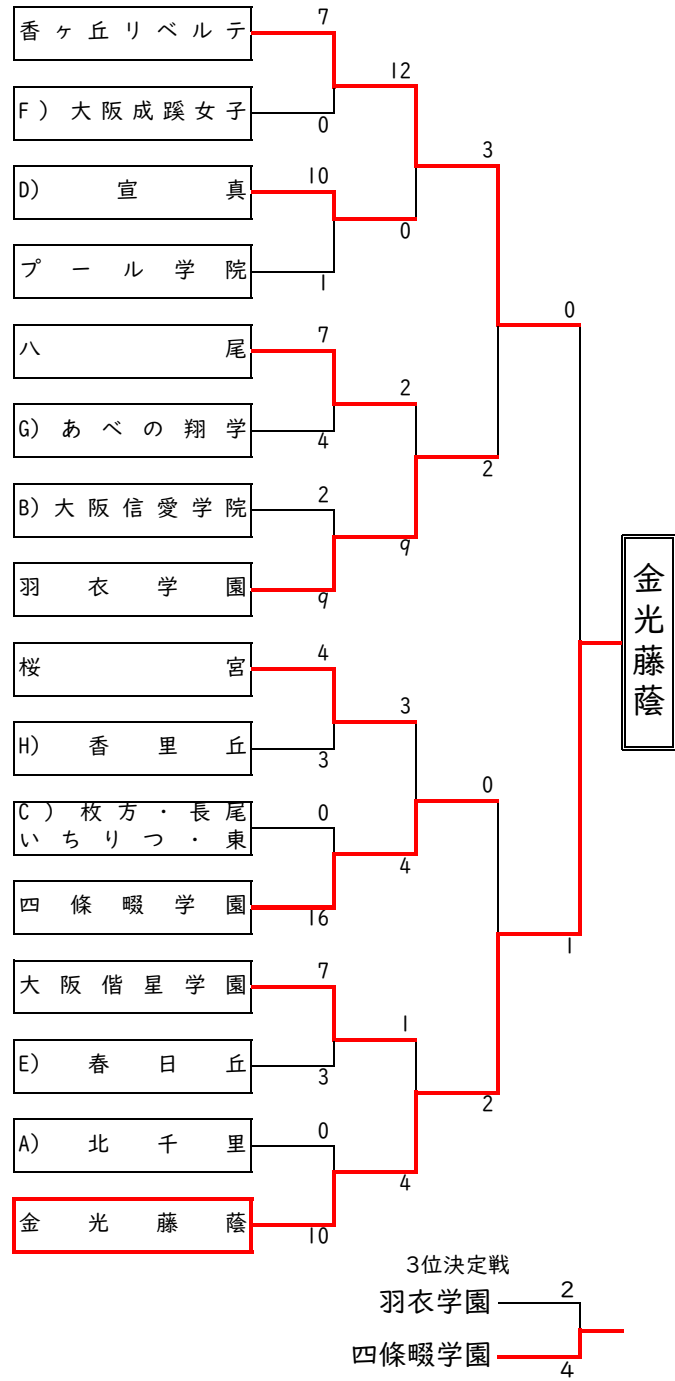 7
香ヶ丘リベルテ
12
F) 大阪成蹊女子
0
3
10
D) 宣真
0
プール学院
1
0
7
八尾
2
G) あべの翔学
4
2
2
B) 大阪信愛学院
9
羽衣学園
9
金光藤蔭
4
桜宮
3
H) 香里丘
3
0
C) 枚方・長尾
いちりつ・東
0
4
四條畷学園
16
7
大阪偕星学園
1
1
E) 春日丘
3
2
0
A) 北千里
4
金光藤蔭
10
3位決定戦
羽衣学園
2
四條畷学園
4